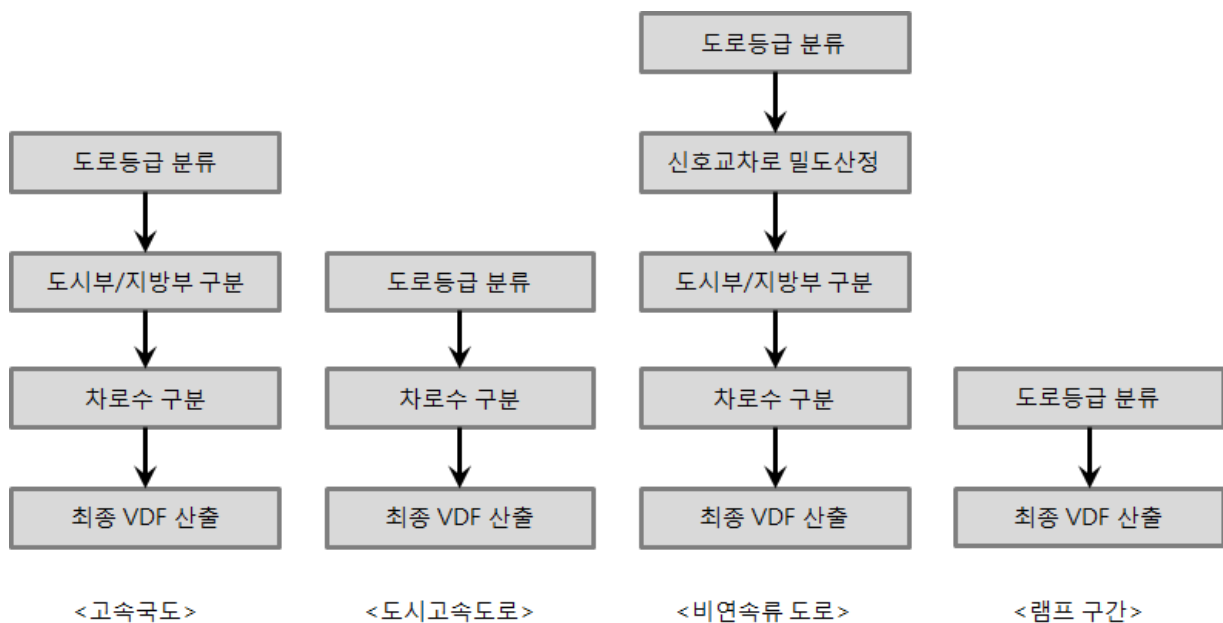 도로등급 분류
도시부/지방부 구분
차로수 구분
최종 VDF 산출
<고속국도>
도로등급 분류
차로수 구분
최종 VDF 산출
<도시고속도로>
도로등급 분류
신호교차로 밀도산정
도시부/지방부 구분
차로수 구분
최종 VDF 산출
<비연속류 도로>
도로등급 분류
최종 VDF 산출
<램프 구간>